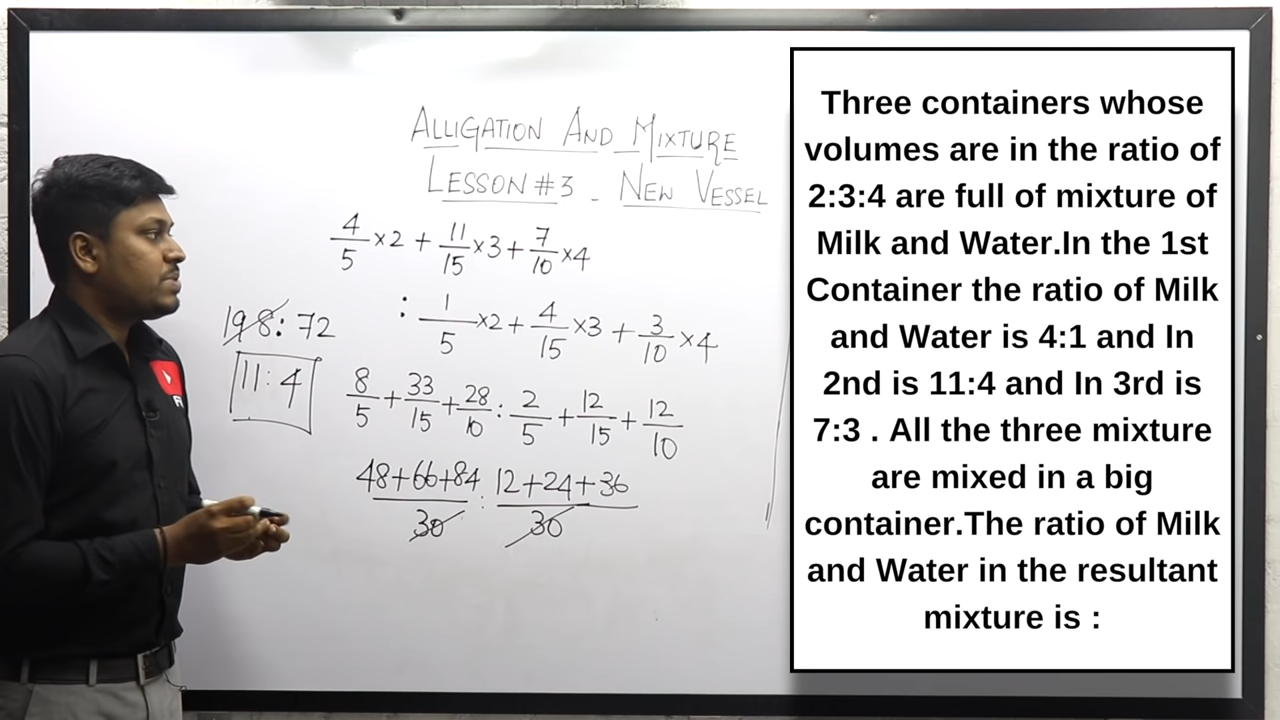 ALLIGATION AND MIXTURE
LESSON #3 - NEW VESSEL
4/5 ×2 + 11/15 ×3 + 7/10 ×4
: 1/5 ×2 + 4/15 ×3 + 3/10 ×4
198 : 72
11 : 4
8/5 + 33/15 + 28/10 : 2/5 + 12/15 + 12/10
48+66+84/30 : 12+24+36/30
Three containers whose
volumes are in the ratio of
2:3:4 are full of mixture of
Milk and Water.In the 1st
Container the ratio of Milk
and Water is 4:1 and In
2nd is 11:4 and In 3rd is
7:3 . All the three mixture
are mixed in a big
container.The ratio of Milk
and Water in the resultant
mixture is :